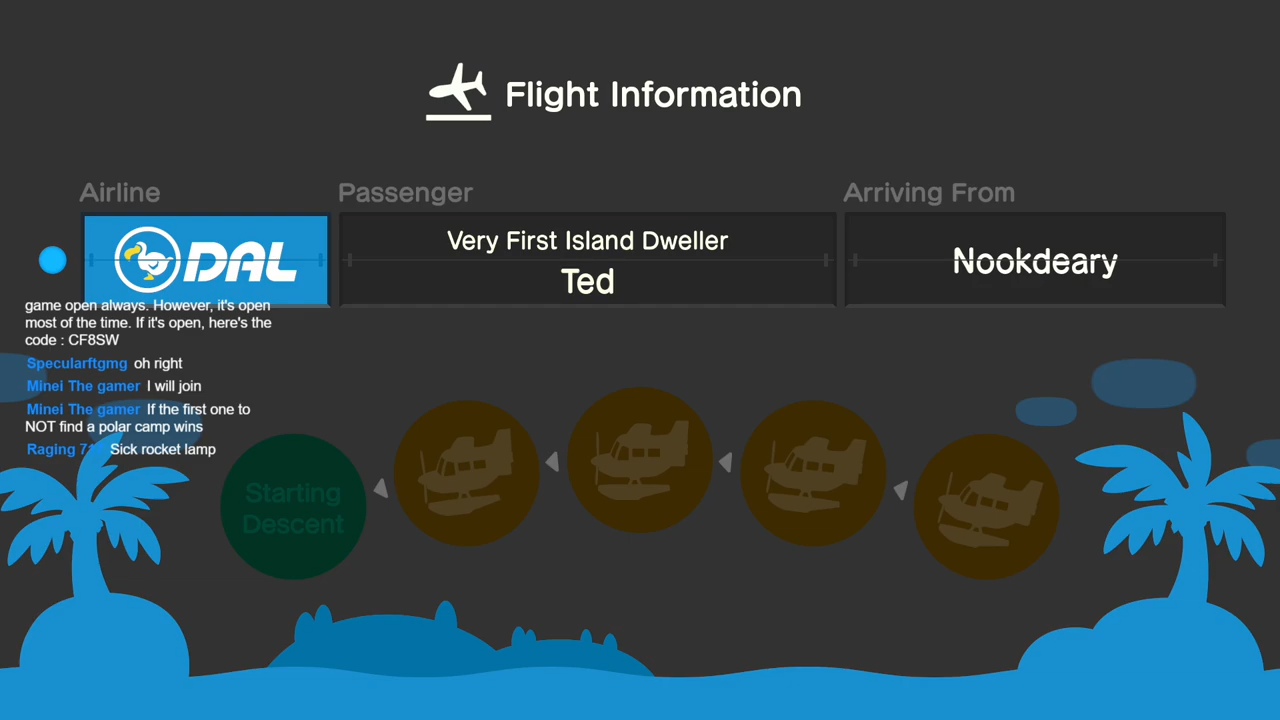 Flight Information
Airline
Passenger
Arriving From
DAL
Very First Island Dweller
Ted
Nookdeary
game open always. However, it's open
most of the time. If it's open, here's the
code : CF8SW
Specularftgmg oh right
Minei The gamer I will join
Minei The gamer If the first one to
NOT find a polar camp wins
Raging Sick rocket lamp
Starting
Descent